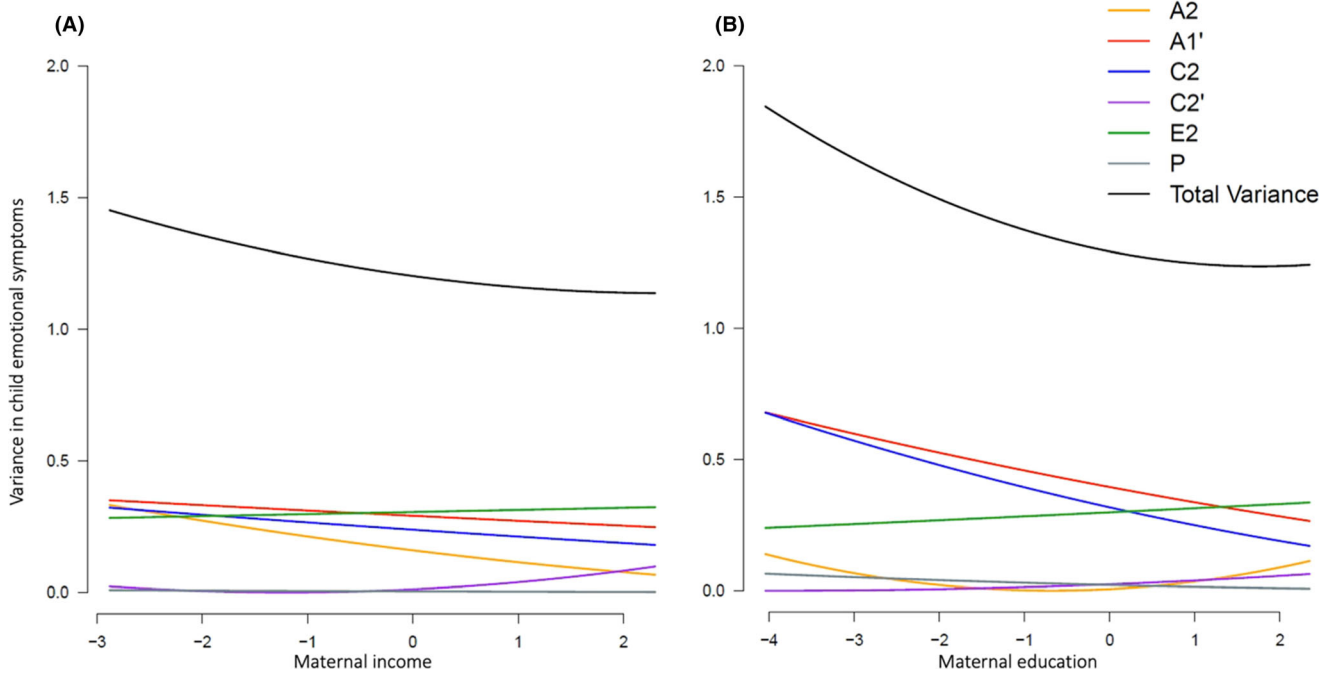 (A)
(B)
A2
A1'
C2
C2'
E2
P
Total Variance
Variance in child emotional symptoms
2.0
1.5
1.0
0.5
0.0
−3 −2 −1 0 1 2
Maternal income
2.0
1.5
1.0
0.5
0.0
−4 −3 −2 −1 0 1 2
Maternal education